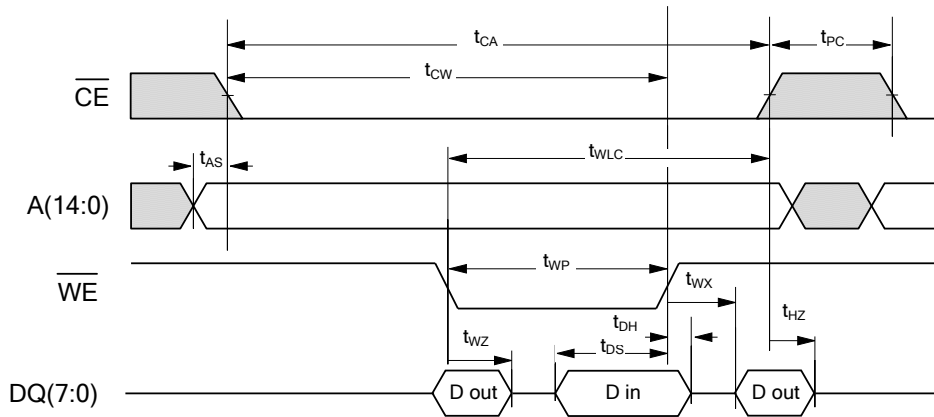 tCA
tPC
tCW
CE
tWLC
tAS
A(14:0)
tWP
WE
tWX
tDH
tHZ
tWZ
tDS
DQ(7:0)
D out
D in
D out